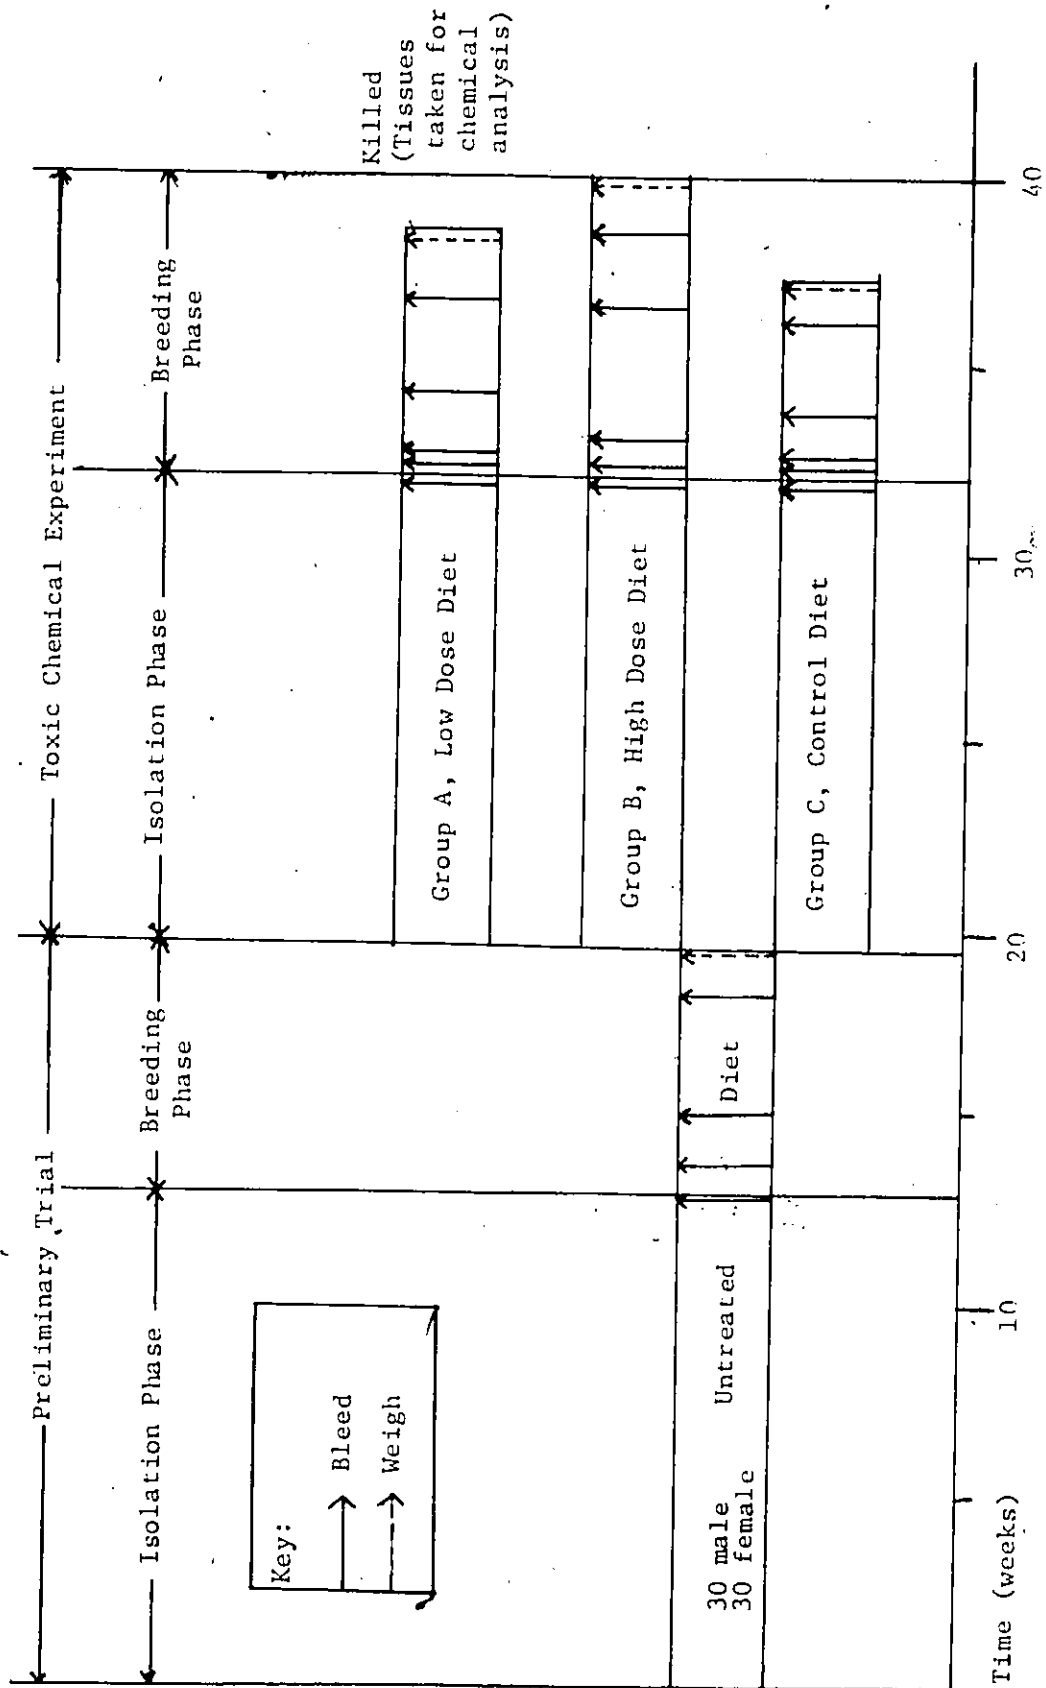 Preliminary Trial
Toxic Chemical Experiment
Isolation Phase
Breeding
Phase
Isolation Phase
Breeding
Phase
Killed
(Tissues
taken for
chemical
analysis)
Key:
Bleed
Weigh
Group A, Low Dose Diet
Group B, High Dose Diet
30 male
30 female
Untreated
Diet
Group C, Control Diet
10
20
30
40
Time (weeks)